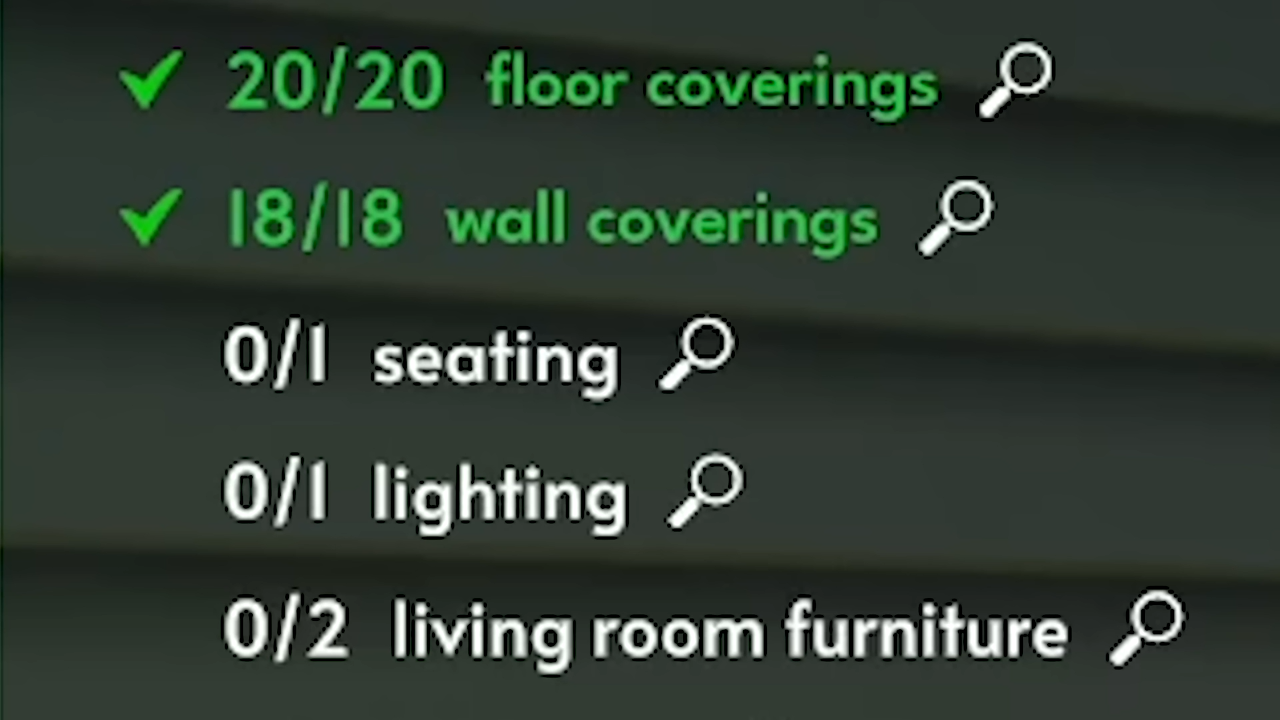 20/20 floor coverings
18/18 wall coverings
0/1 seating
0/1 lighting
0/2 living room furniture